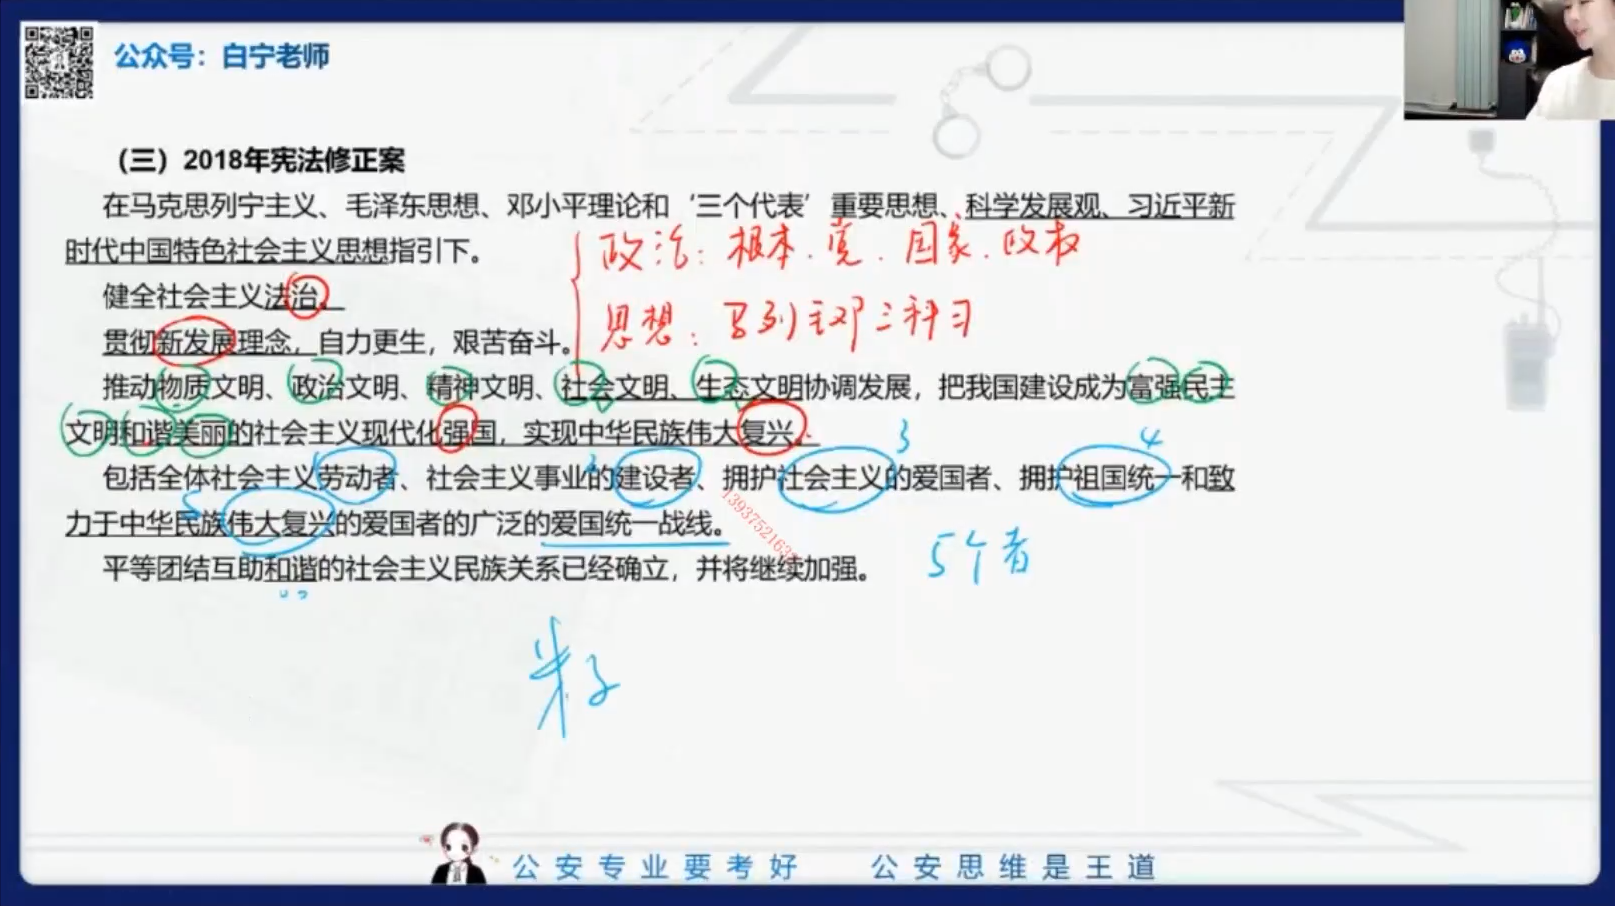 公众号：白宁老师
（三）2018年宪法修正案
在马克思列宁主义、毛泽东思想、邓小平理论和‘三个代表’重要思想、科学发展观、习近平新
时代中国特色社会主义思想指引下。
政治：根本．党．国家．政权
健全社会主义法治。
思想：马列毛邓三科习
贯彻新发展理念，自力更生，艰苦奋斗。
推动物质文明、政治文明、精神文明、社会文明、生态文明协调发展，把我国建设成为富强民主
文明和谐美丽的社会主义现代化强国，实现中华民族伟大复兴。
3
4
包括全体社会主义劳动者、社会主义事业的建设者、拥护社会主义的爱国者、拥护祖国统一和致
5
力于中华民族伟大复兴的爱国者的广泛的爱国统一战线。
5个者
平等团结互助和谐的社会主义民族关系已经确立，并将继续加强。
公安专业要考好 公安思维是王道